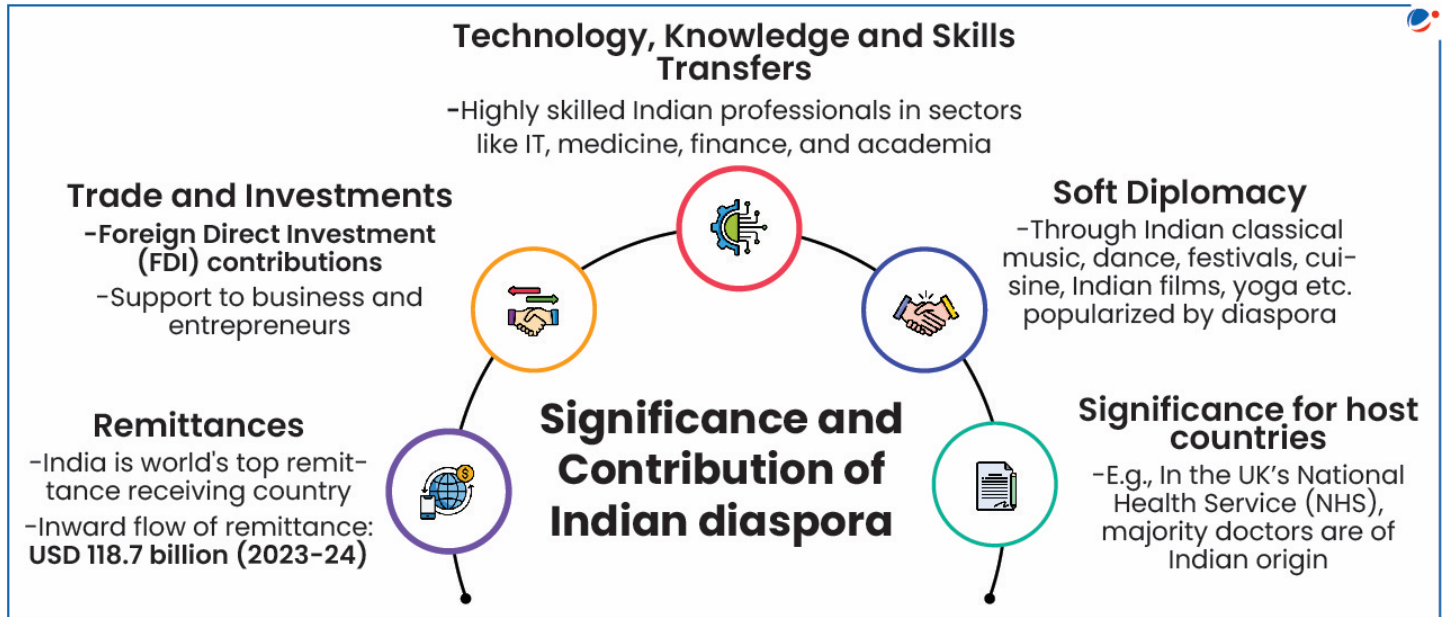 Technology, Knowledge and Skills
Transfers
-Highly skilled Indian professionals in sectors
like IT, medicine, finance, and academia
Trade and Investments
-Foreign Direct Investment
(FDI) contributions
-Support to business and
entrepreneurs
Soft Diplomacy
-Through Indian classical
music, dance, festivals, cui-
sine, Indian films, yoga etc.
popularized by diaspora
Remittances
-India is world's top remit-
tance receiving country
-Inward flow of remittance:
USD 118.7 billion (2023-24)
$
Significance and
Contribution of
Indian diaspora
Significance for host
countries
-E.g., In the UK's National
Health Service (NHS),
majority doctors are of
Indian origin